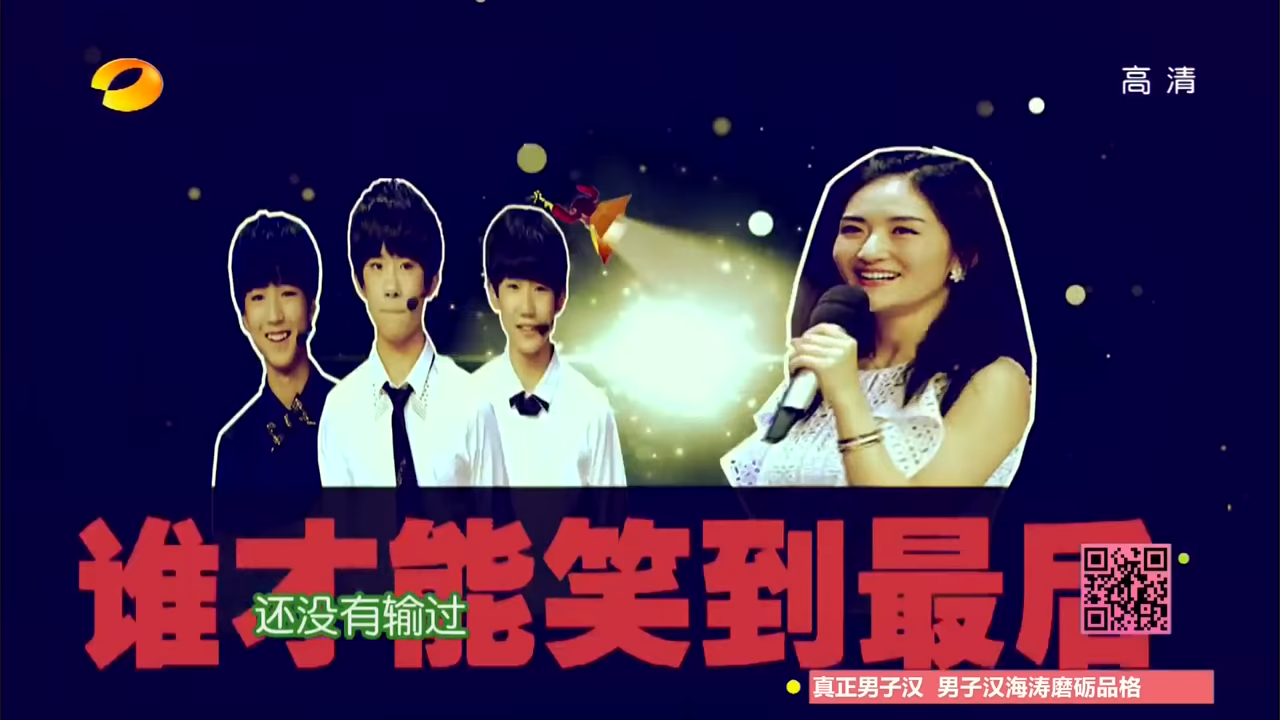 高清
谁才能笑到最后
还没有输过
真正男子汉 男子汉海涛磨砺品格